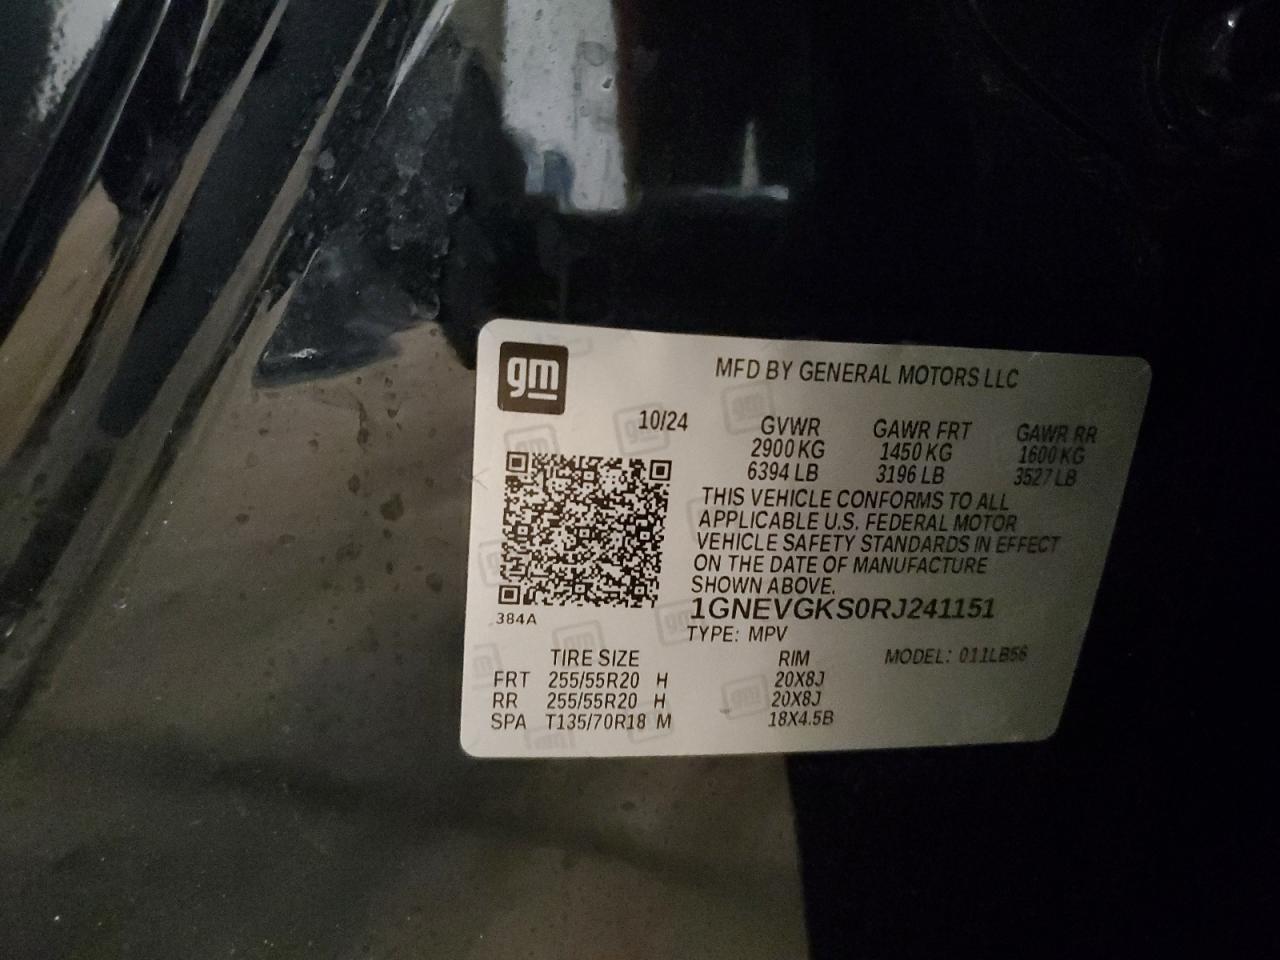 gm
MFD BY GENERAL MOTORS LLC
10/24
GVWR GAWR FRT GAWR RR
2900 KG 1450 KG 1600 KG
6394 LB 3196 LB 3527 LB
THIS VEHICLE CONFORMS TO ALL
APPLICABLE U.S. FEDERAL MOTOR
VEHICLE SAFETY STANDARDS IN EFFECT
ON THE DATE OF MANUFACTURE
SHOWN ABOVE.
384A
1GNEVGKS0RJ241151
TYPE: MPV
MODEL: 011LB56
TIRE SIZE RIM
FRT 255/55R20 H 20X8J
RR 255/55R20 H 20X8J
SPA T135/70R18 M 18X4.5B